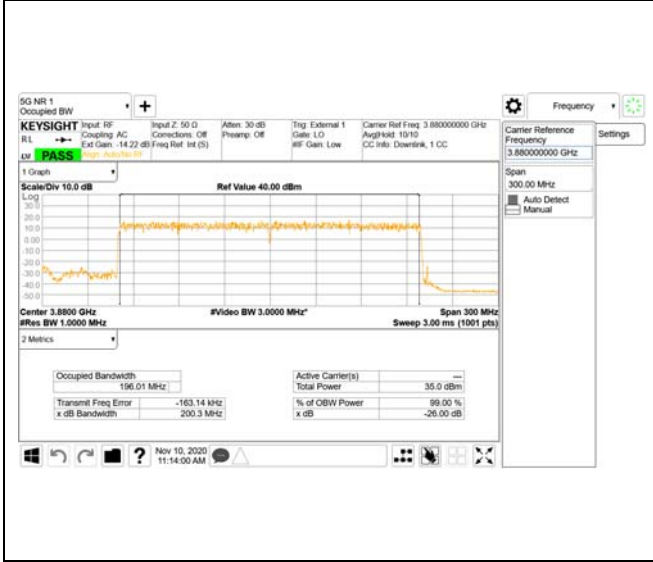 5G NR 1
Occupied BW
Frequency
Settings
KEYSIGHT
R L
PASS
Input: RF
Coupling: AC
Ext Gain: -14.22 dB
Align: Auto/No RF
Input Z: 50 Ω
Corrections: Off
Freq Ref: Int (S)
Atten: 30 dB
Preamp: Off
Trig: External 1
Gate: LO
#IF Gain: Low
Carrier Ref Freq: 3.880000000 GHz
Avg|Hold: 10/10
CC Info: Downlink, 1 CC
Carrier Reference
Frequency
3.880000000 GHz
Span
300.00 MHz
Auto Detect
Manual
1 Graph
Scale/Div 10.0 dB
Ref Value 40.00 dBm
Log
30.0
20.0
10.0
0.00
-10.0
-20.0
-30.0
-40.0
-50.0
Center 3.8800 GHz
#Video BW 3.0000 MHz*
Span 300 MHz
#Res BW 1.0000 MHz
Sweep 3.00 ms (1001 pts)
2 Metrics
Occupied Bandwidth
196.01 MHz
Transmit Freq Error -163.14 kHz
x dB Bandwidth 200.3 MHz
Active Carrier(s) ---
Total Power 35.0 dBm
% of OBW Power 99.00 %
x dB -26.00 dB
?
Nov 10, 2020
11:14:00 AM